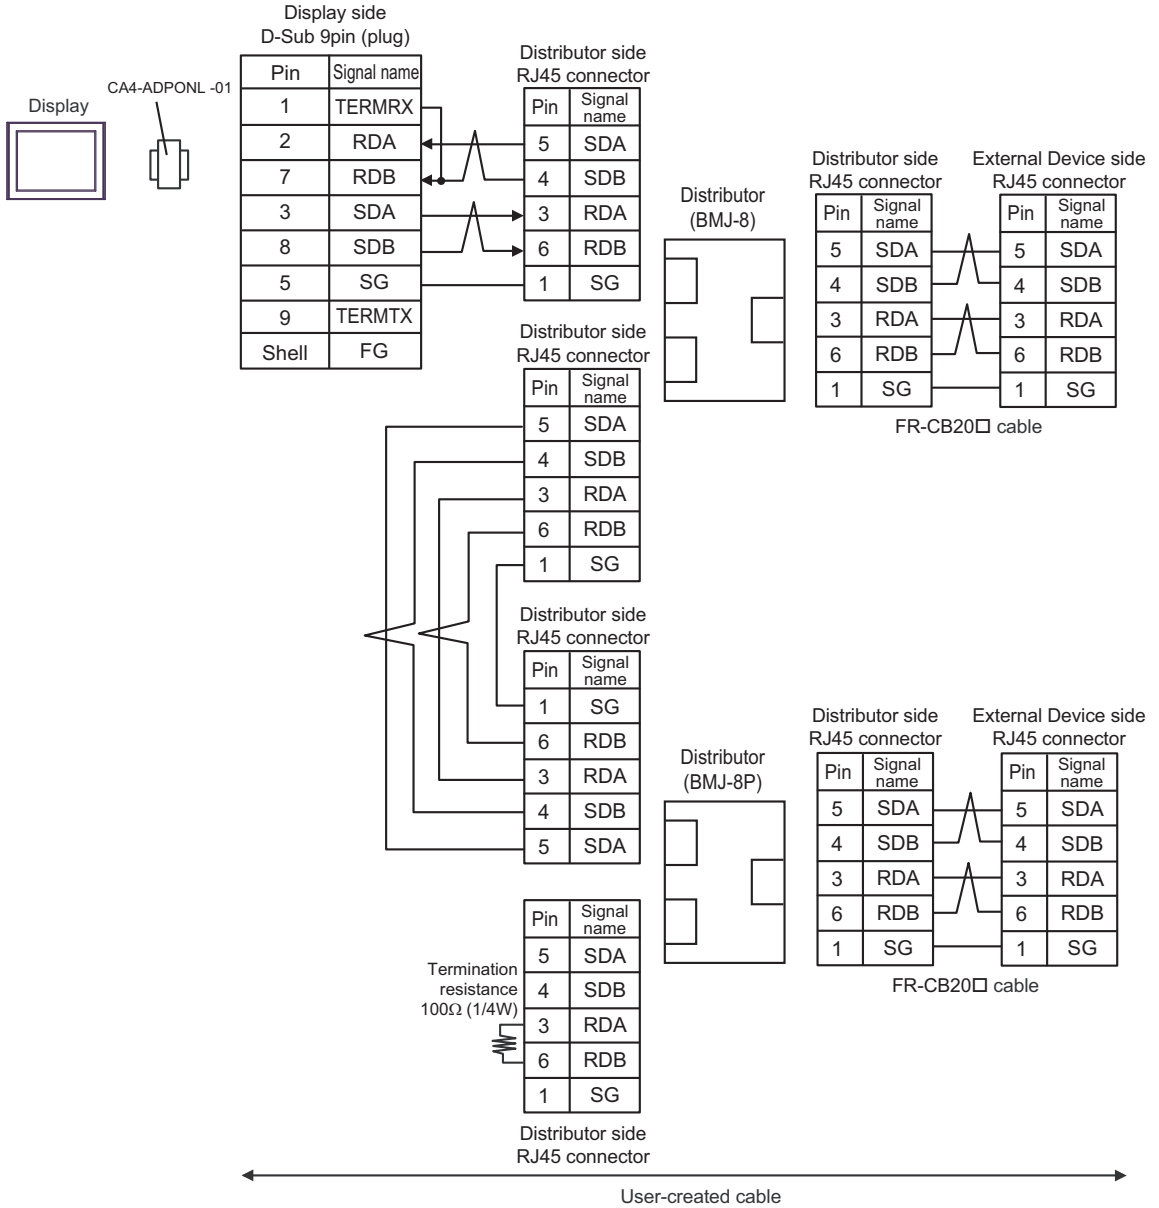 Display side
D-Sub 9pin (plug)
Display
CA4-ADPONL -01
Pin Signal name
1 TERMRX
2 RDA
7 RDB
3 SDA
8 SDB
5 SG
9 TERMTX
Shell FG
Distributor side
RJ45 connector
Pin Signal name
5 SDA
4 SDB
3 RDA
6 RDB
1 SG
Distributor
(BMJ-8)
Distributor side
RJ45 connector
Pin Signal name
5 SDA
4 SDB
3 RDA
6 RDB
1 SG
External Device side
RJ45 connector
Pin Signal name
5 SDA
4 SDB
3 RDA
6 RDB
1 SG
FR-CB20□ cable
Distributor side
RJ45 connector
Pin Signal name
5 SDA
4 SDB
3 RDA
6 RDB
1 SG
Distributor side
RJ45 connector
Pin Signal name
1 SG
6 RDB
3 RDA
4 SDB
5 SDA
Distributor
(BMJ-8P)
Distributor side
RJ45 connector
Pin Signal name
5 SDA
4 SDB
3 RDA
6 RDB
1 SG
External Device side
RJ45 connector
Pin Signal name
5 SDA
4 SDB
3 RDA
6 RDB
1 SG
FR-CB20□ cable
Termination
resistance
100Ω (1/4W)
Pin Signal name
5 SDA
4 SDB
3 RDA
6 RDB
1 SG
Distributor side
RJ45 connector
User-created cable